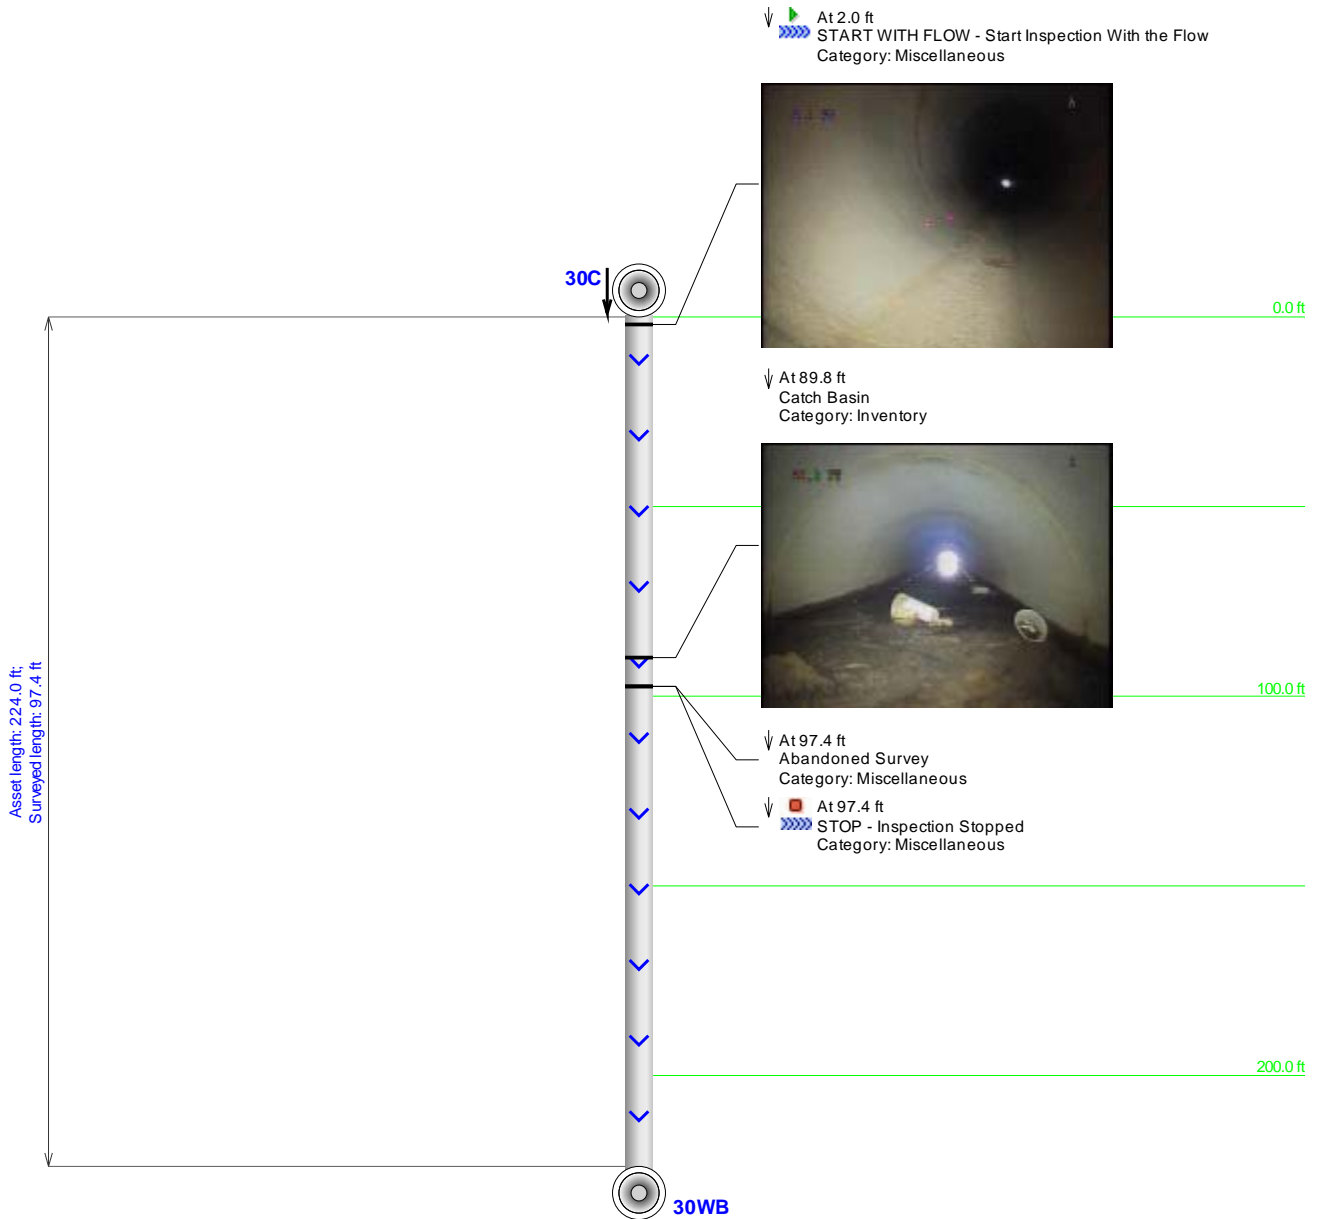 At 2.0 ft
START WITH FLOW - Start Inspection With the Flow
Category: Miscellaneous
30C
0.0 ft
At 89.8 ft
Catch Basin
Category: Inventory
Asset length: 224.0 ft;
Surveyed length: 97.4 ft
100.0 ft
At 97.4 ft
Abandoned Survey
Category: Miscellaneous
At 97.4 ft
STOP - Inspection Stopped
Category: Miscellaneous
200.0 ft
30WB